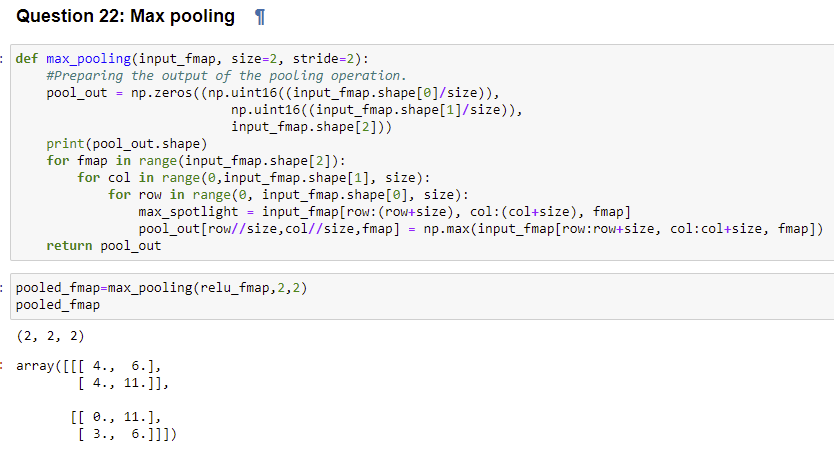 Question 22: Max pooling ¶
def max_pooling(input_fmap, size=2, stride=2):
#Preparing the output of the pooling operation.
pool_out = np.zeros((np.uint16((input_fmap.shape[0]/size)),
np.uint16((input_fmap.shape[1]/size)),
input_fmap.shape[2]))
print(pool_out.shape)
for fmap in range(input_fmap.shape[2]):
for col in range(0,input_fmap.shape[1], size):
for row in range(0, input_fmap.shape[0], size):
max_spotlight = input_fmap[row:(row+size), col:(col+size), fmap]
pool_out[row//size,col//size,fmap] = np.max(input_fmap[row:row+size, col:col+size, fmap])
return pool_out
pooled_fmap=max_pooling(relu_fmap,2,2)
pooled_fmap
(2, 2, 2)
array([[[ 4.,  6.],
[ 4., 11.]],
[[ 0., 11.],
[ 3.,  6.]]])